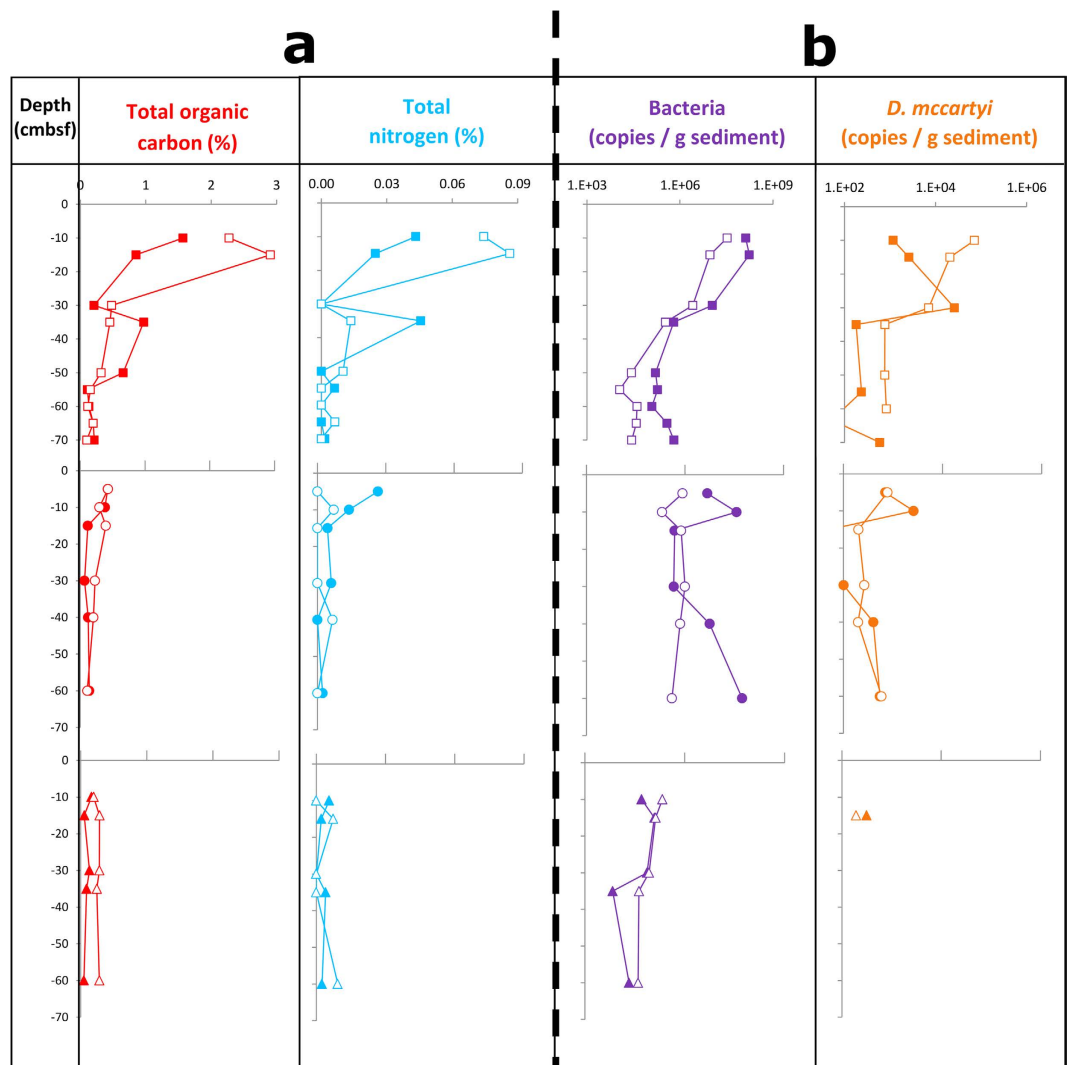 a
b
Depth
(cmbsf)
Total organic
carbon (%)
Total
nitrogen (%)
Bacteria
(copies / g sediment)
D. mccartyi
(copies / g sediment)
0 1 2 3
0.00 0.03 0.06 0.09
1.E+03 1.E+06 1.E+09
1.E+02 1.E+04 1.E+06
0
-10
-20
-30
-40
-50
-60
-70
0
-10
-20
-30
-40
-50
-60
-70
0
-10
-20
-30
-40
-50
-60
-70